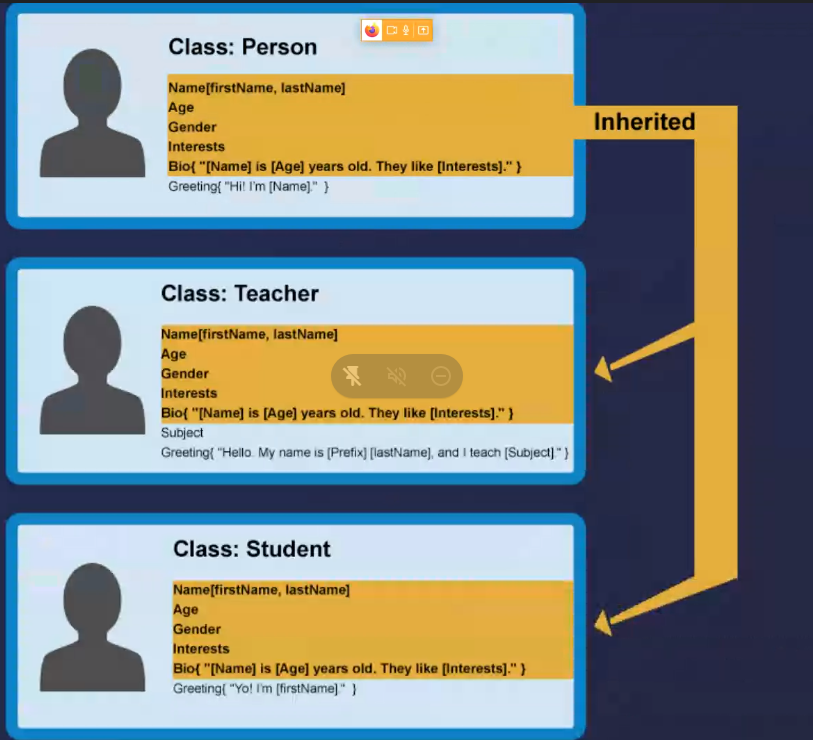 Class: Person
Name[firstName, lastName]
Age
Gender
Interests
Bio{ "[Name] is [Age] years old. They like [Interests]." }
Greeting{ "Hi! I'm [Name]." }
Inherited
Class: Teacher
Name[firstName, lastName]
Age
Gender
Interests
Bio{ "[Name] is [Age] years old. They like [Interests]." }
Subject
Greeting{ "Hello. My name is [Prefix] [lastName], and I teach [Subject]." }
Class: Student
Name[firstName, lastName]
Age
Gender
Interests
Bio{ "[Name] is [Age] years old. They like [Interests]." }
Greeting{ "Yo! I'm [firstName]." }